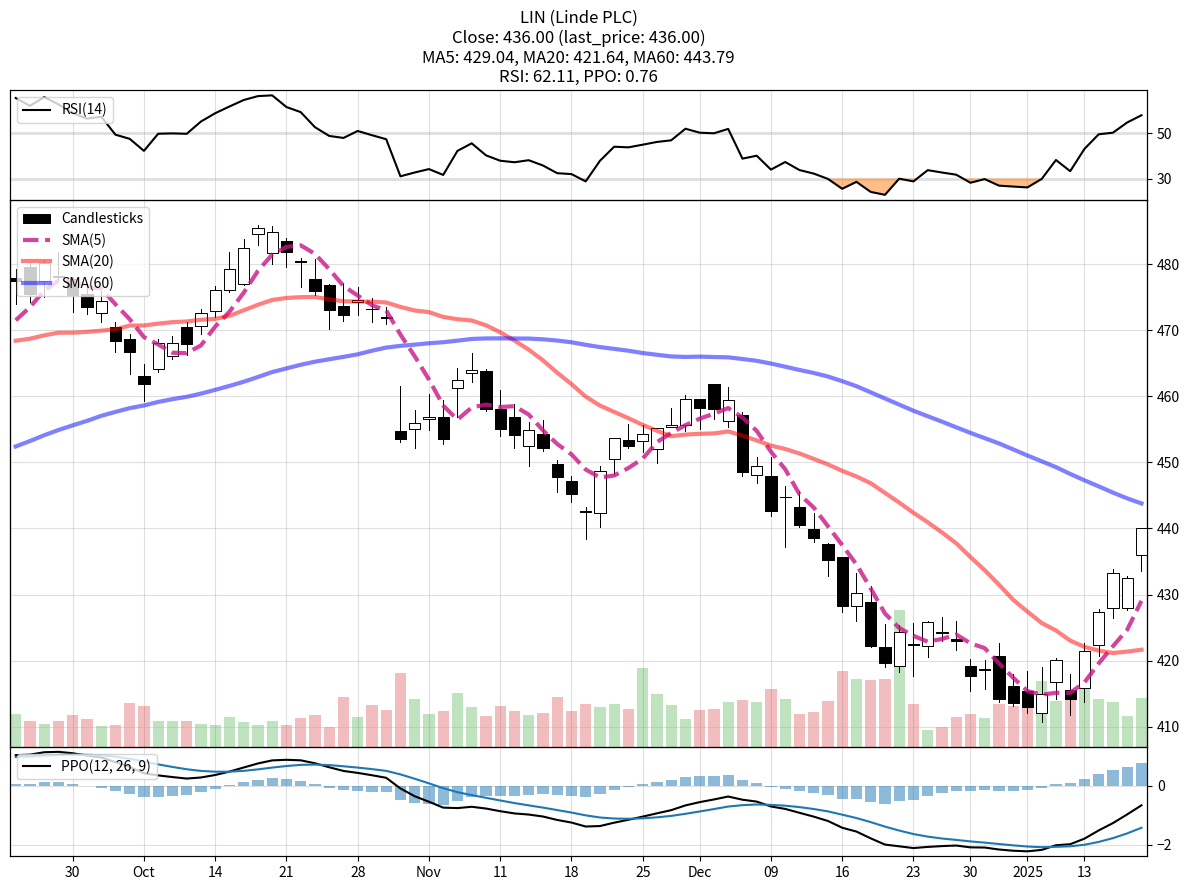 LIN (Linde PLC)
Close: 436.00 (last_price: 436.00)
MA5: 429.04, MA20: 421.64, MA60: 443.79
RSI: 62.11, PPO: 0.76
RSI(14)
50
30
Candlesticks
SMA(5)
SMA(20)
SMA(60)
480
470
460
450
440
430
420
410
PPO(12, 26, 9)
0
−2
30 Oct 14 21 28 Nov 11 18 25 Dec 09 16 23 30 2025 13